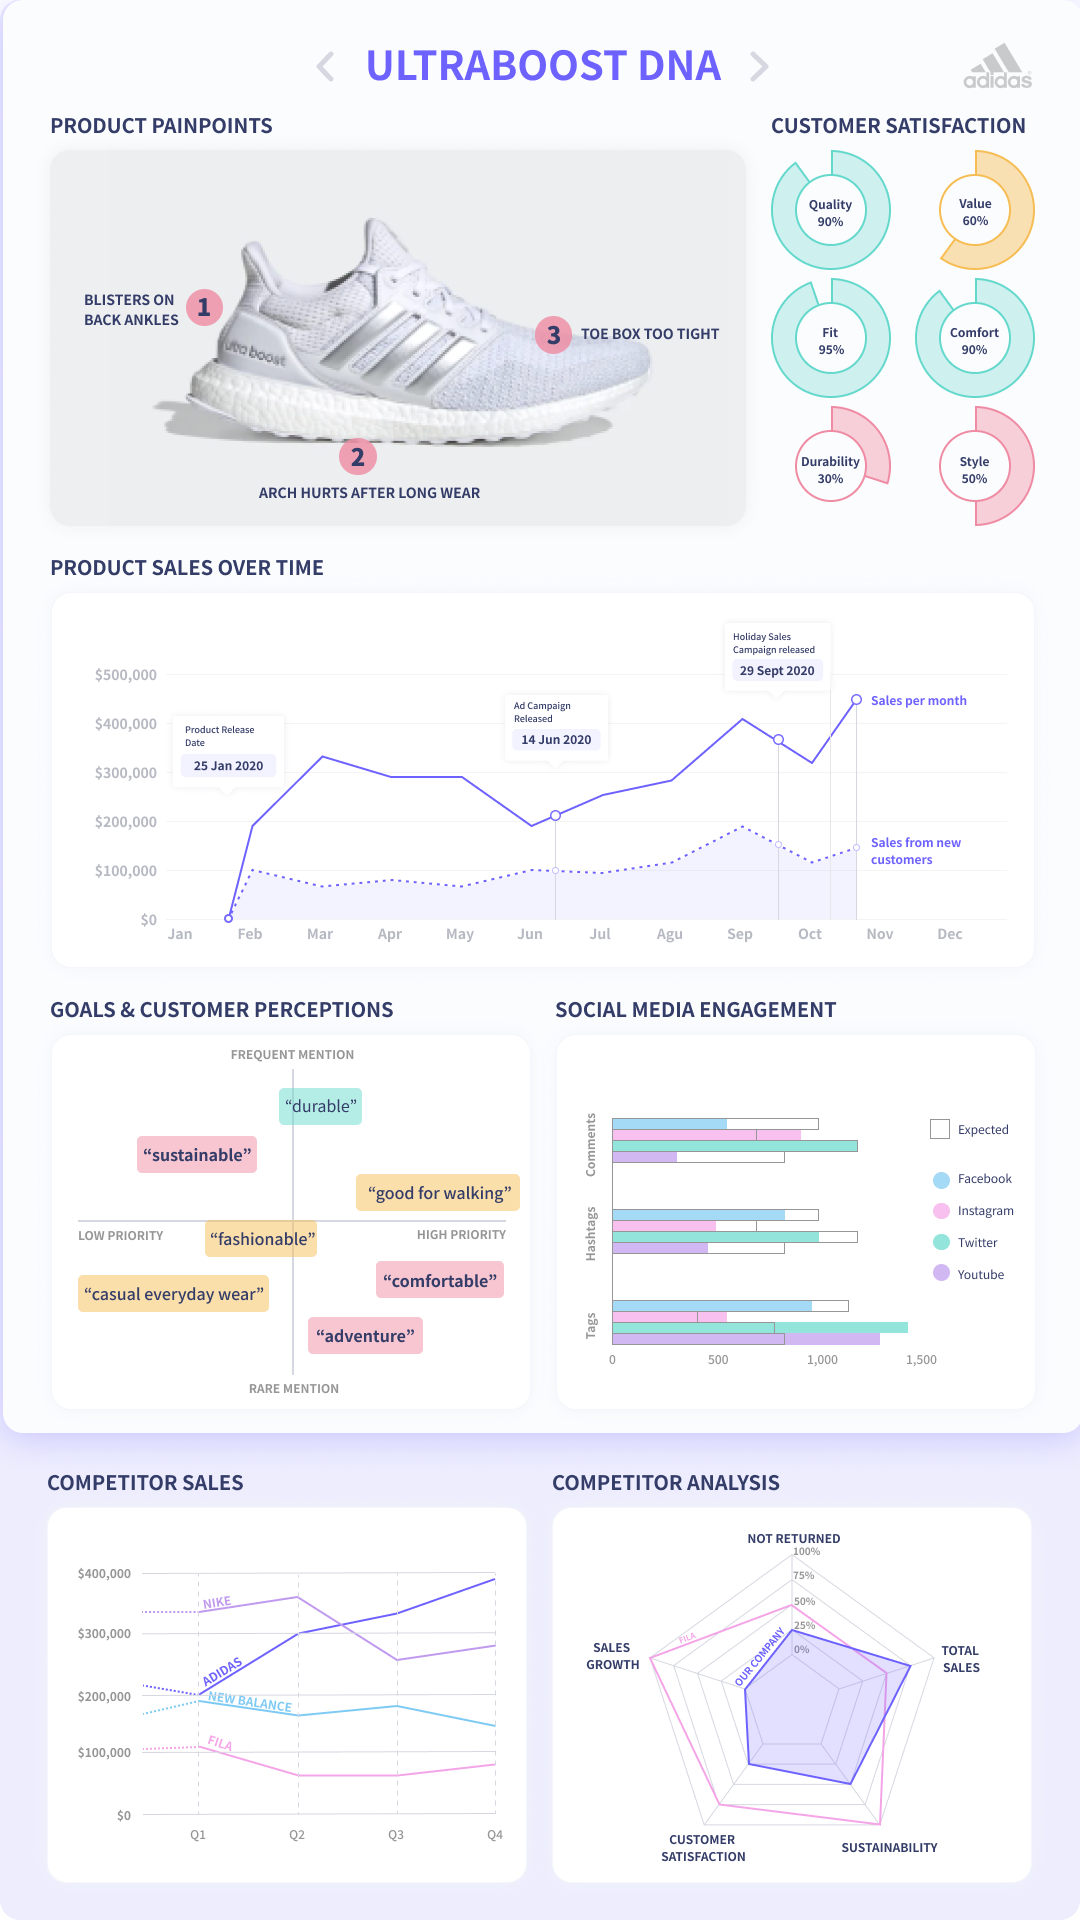 ULTRABOOST DNA
adidas
PRODUCT PAINPOINTS
BLISTERS ON
BACK ANKLES
1
ultraboost
3
TOE BOX TOO TIGHT
2
ARCH HURTS AFTER LONG WEAR
CUSTOMER SATISFACTION
Quality
90%
Value
60%
Fit
95%
Comfort
90%
Durability
30%
Style
50%
PRODUCT SALES OVER TIME
$500,000
$400,000
$300,000
$200,000
$100,000
$0
Product Release
Date
25 Jan 2020
Ad Campaign
Released
14 Jun 2020
Holiday Sales
Campaign released
29 Sept 2020
Sales per month
Sales from new
customers
Jan Feb Mar Apr May Jun Jul Agu Sep Oct Nov Dec
GOALS & CUSTOMER PERCEPTIONS
FREQUENT MENTION
“durable”
“sustainable”
“good for walking”
LOW PRIORITY
“fashionable”
HIGH PRIORITY
“comfortable”
“casual everyday wear”
“adventure”
RARE MENTION
SOCIAL MEDIA ENGAGEMENT
Comments
Hashtags
Tags
0 500 1,000 1,500
Expected
Facebook
Instagram
Twitter
Youtube
COMPETITOR SALES
$400,000
$300,000
$200,000
$100,000
$0
NIKE
ADIDAS
NEW BALANCE
FILA
Q1 Q2 Q3 Q4
COMPETITOR ANALYSIS
NOT RETURNED
100%
75%
50%
25%
0%
FILA
OUR COMPANY
SALES
GROWTH
TOTAL
SALES
CUSTOMER
SATISFACTION
SUSTAINABILITY